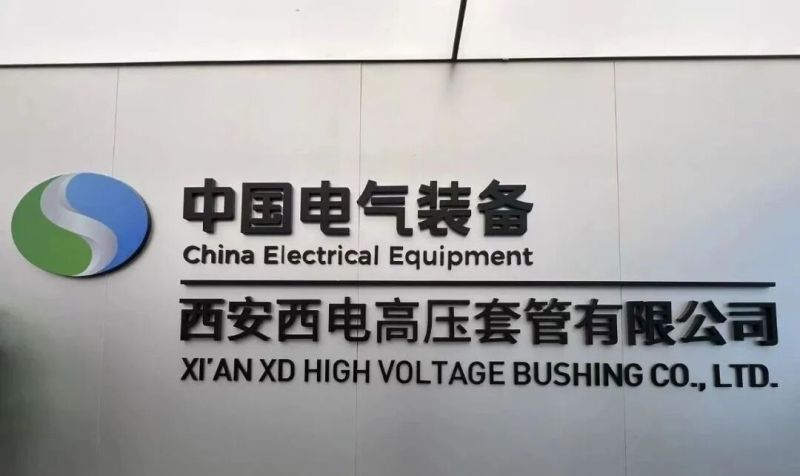 中国电气装备
China Electrical Equipment
西安西电高压套管有限公司
XI'AN XD HIGH VOLTAGE BUSHING CO., LTD.